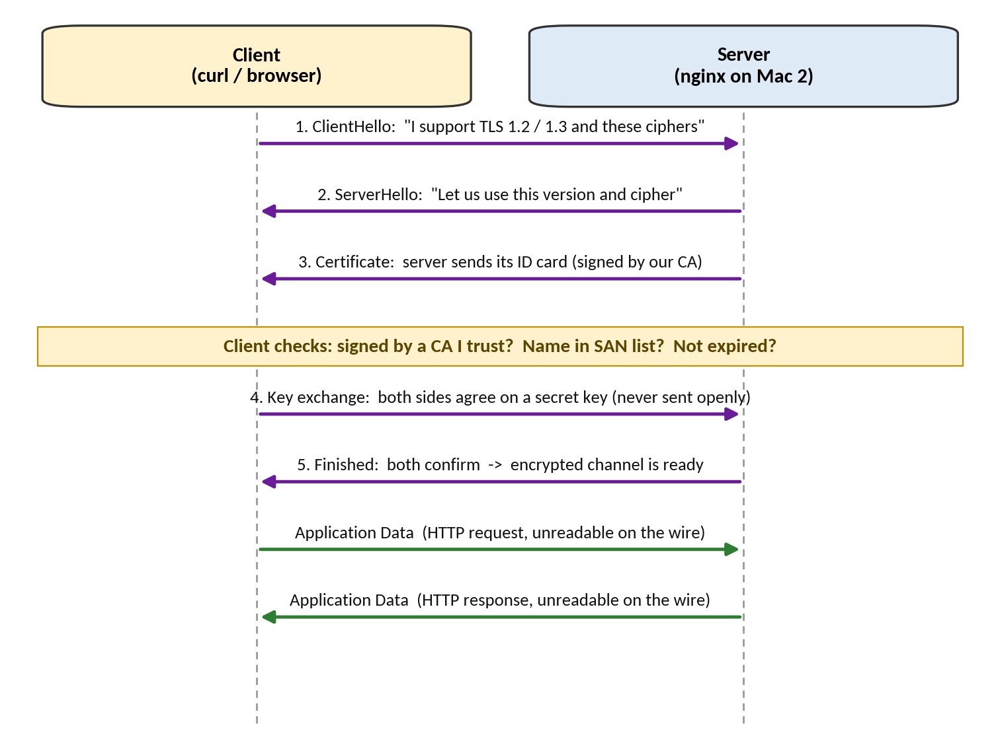 Client
(curl / browser)
Server
(nginx on Mac 2)
1. ClientHello:  "I support TLS 1.2 / 1.3 and these ciphers"
2. ServerHello:  "Let us use this version and cipher"
3. Certificate:  server sends its ID card (signed by our CA)
Client checks: signed by a CA I trust?  Name in SAN list?  Not expired?
4. Key exchange:  both sides agree on a secret key (never sent openly)
5. Finished:  both confirm  ->  encrypted channel is ready
Application Data  (HTTP request, unreadable on the wire)
Application Data  (HTTP response, unreadable on the wire)